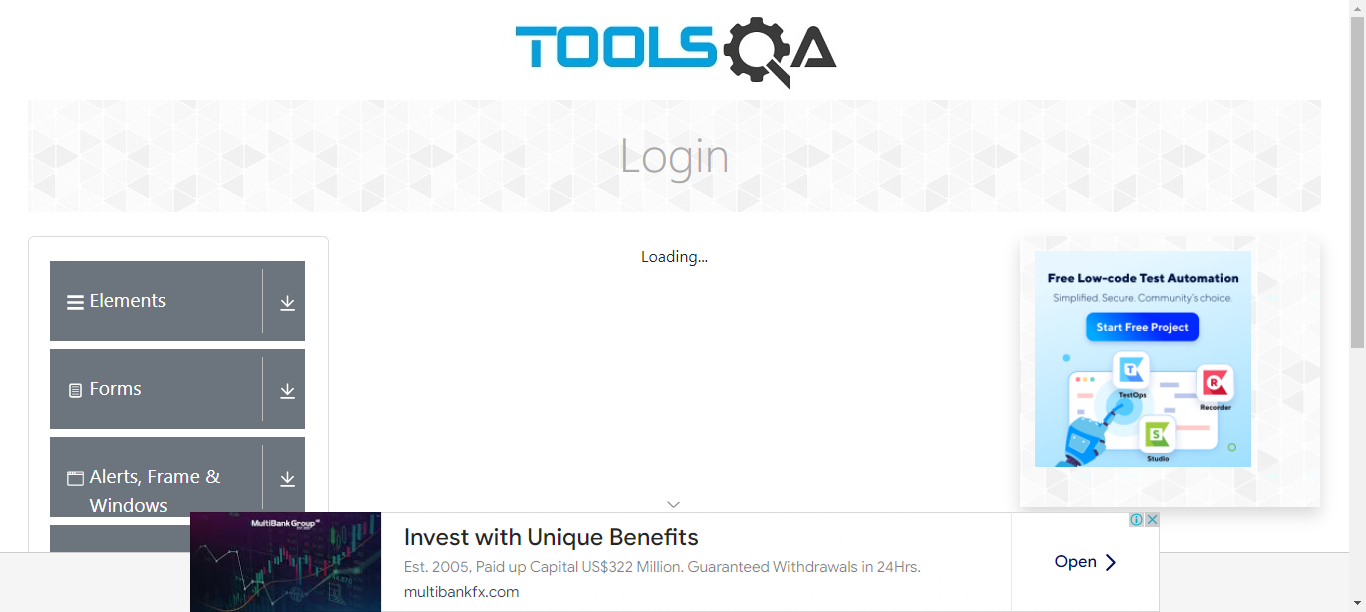 TOOLSQA
Login
Elements
Forms
Alerts, Frame &
Windows
Loading...
Free Low-code Test Automation
Simplified. Secure. Community's choice.
Start Free Project
TestOps
Recorder
Studio
MultiBank Group
Invest with Unique Benefits
Est. 2005, Paid up Capital US$322 Million. Guaranteed Withdrawals in 24Hrs.
multibankfx.com
Open